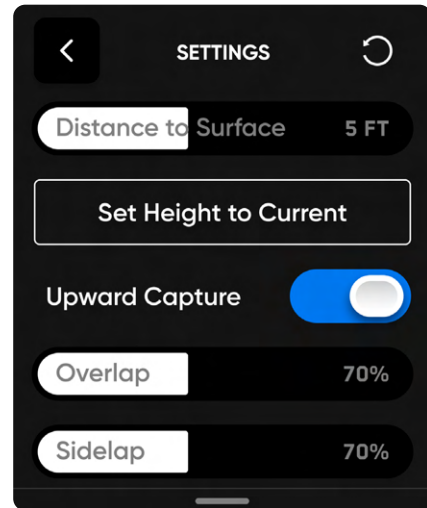 SETTINGS
Distance to Surface 5 FT
Set Height to Current
Upward Capture
Overlap 70%
Sidelap 70%